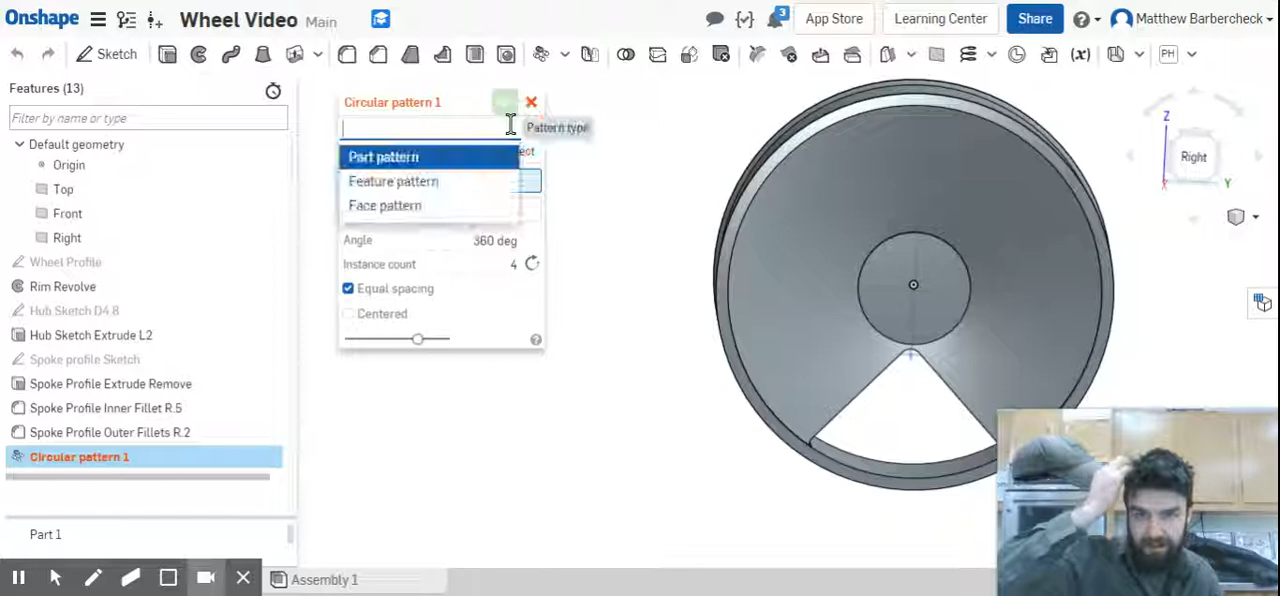 Onshape
Wheel Video Main
3
App Store
Learning Center
Share
Matthew Barbercheck
Sketch
(x)
PH
Features (13)
Filter by name or type
Default geometry
Origin
Top
Front
Right
Wheel Profile
Rim Revolve
Hub Sketch D4.8
Hub Sketch Extrude L2
Spoke profile Sketch
Spoke Profile Extrude Remove
Spoke Profile Inner Fillet R.5
Spoke Profile Outer Fillets R.2
Circular pattern 1
Part 1
Circular pattern 1
Pattern type
Part pattern
Feature pattern
Face pattern
Angle 360 deg
Instance count 4
Equal spacing
Centered
Z
Right
X
Y
Assembly 1